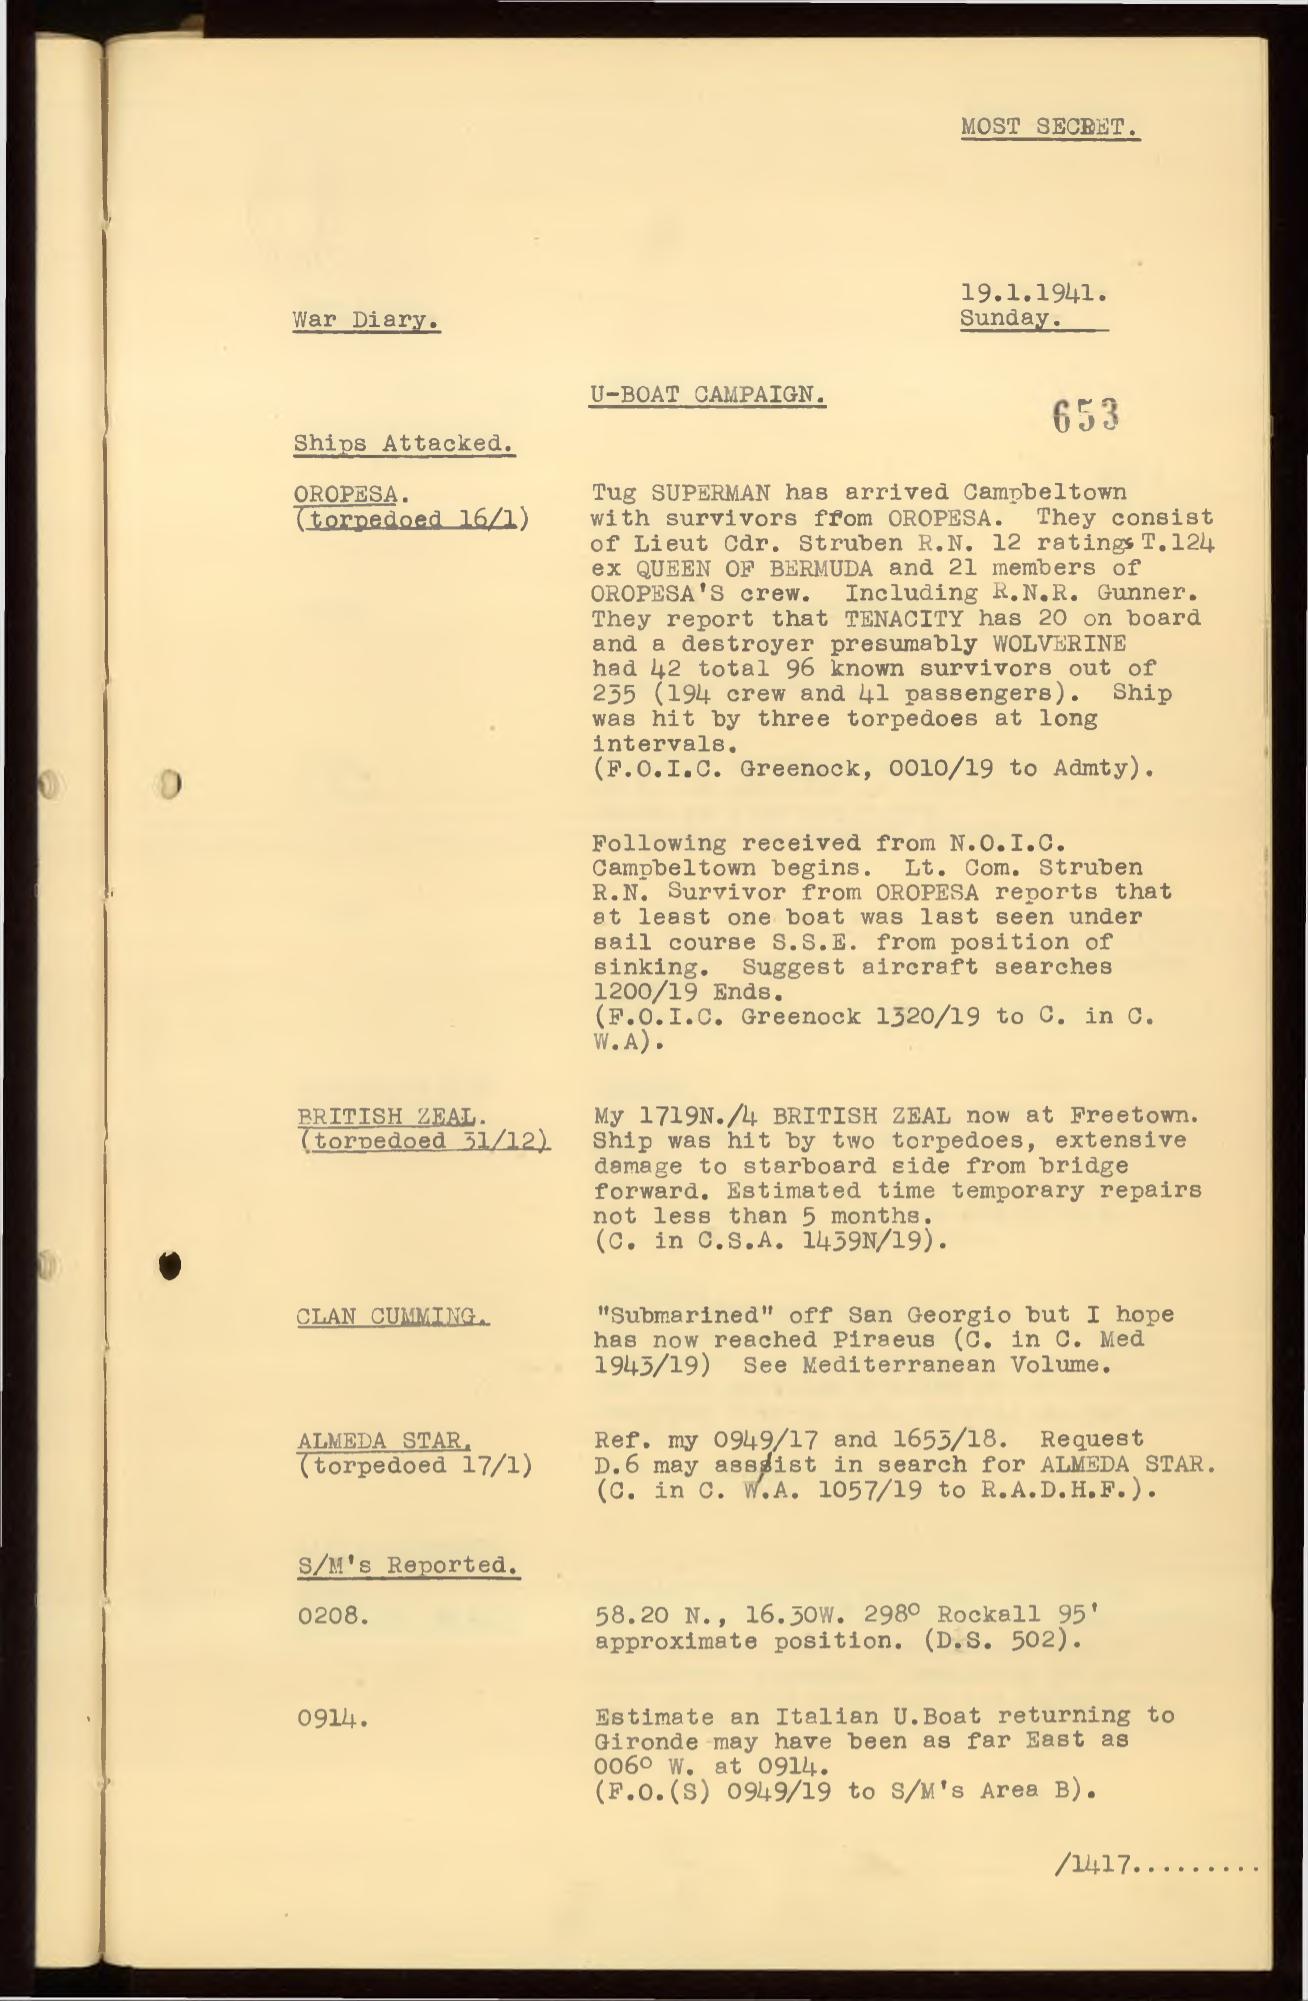 MOST SECRET.
19.1.1941.
War Diary.
Sunday.
U-BOAT CAMPAIGN.
653
Ships Attacked.
OROPESA.
(torpedoed 16/1)
Tug SUPERMAN has arrived Campbeltown
with survivors from OROPESA. They consist
of Lieut Cdr. Struben R.N. 12 ratings T.124
ex QUEEN OF BERMUDA and 21 members of
OROPESA'S crew. Including R.N.R. Gunner.
They report that TENACITY has 20 on board
and a destroyer presumably WOLVERINE
had 42 total 96 known survivors out of
235 (194 crew and 41 passengers). Ship
was hit by three torpedoes at long
intervals.
(F.O.I.C. Greenock, 0010/19 to Admty).
Following received from N.O.I.C.
Campbeltown begins. Lt. Com. Struben
R.N. Survivor from OROPESA reports that
at least one boat was last seen under
sail course S.S.E. from position of
sinking. Suggest aircraft searches
1200/19 Ends.
(F.O.I.C. Greenock 1320/19 to C. in C.
W.A).
BRITISH ZEAL.
(torpedoed 31/12)
My 1719N./4 BRITISH ZEAL now at Freetown.
Ship was hit by two torpedoes, extensive
damage to starboard side from bridge
forward. Estimated time temporary repairs
not less than 5 months.
(C. in C.S.A. 1439N/19).
CLAN CUMMING.
"Submarined" off San Georgio but I hope
has now reached Piraeus (C. in C. Med
1943/19) See Mediterranean Volume.
ALMEDA STAR.
(torpedoed 17/1)
Ref. my 0949/17 and 1653/18. Request
D.6 may asssist in search for ALMEDA STAR.
(C. in C. W.A. 1057/19 to R.A.D.H.F.).
S/M's Reported.
0208.
58.20 N., 16.30W. 298° Rockall 95'
approximate position. (D.S. 502).
0914.
Estimate an Italian U.Boat returning to
Gironde may have been as far East as
006° W. at 0914.
(F.O.(S) 0949/19 to S/M's Area B).
/1417.........